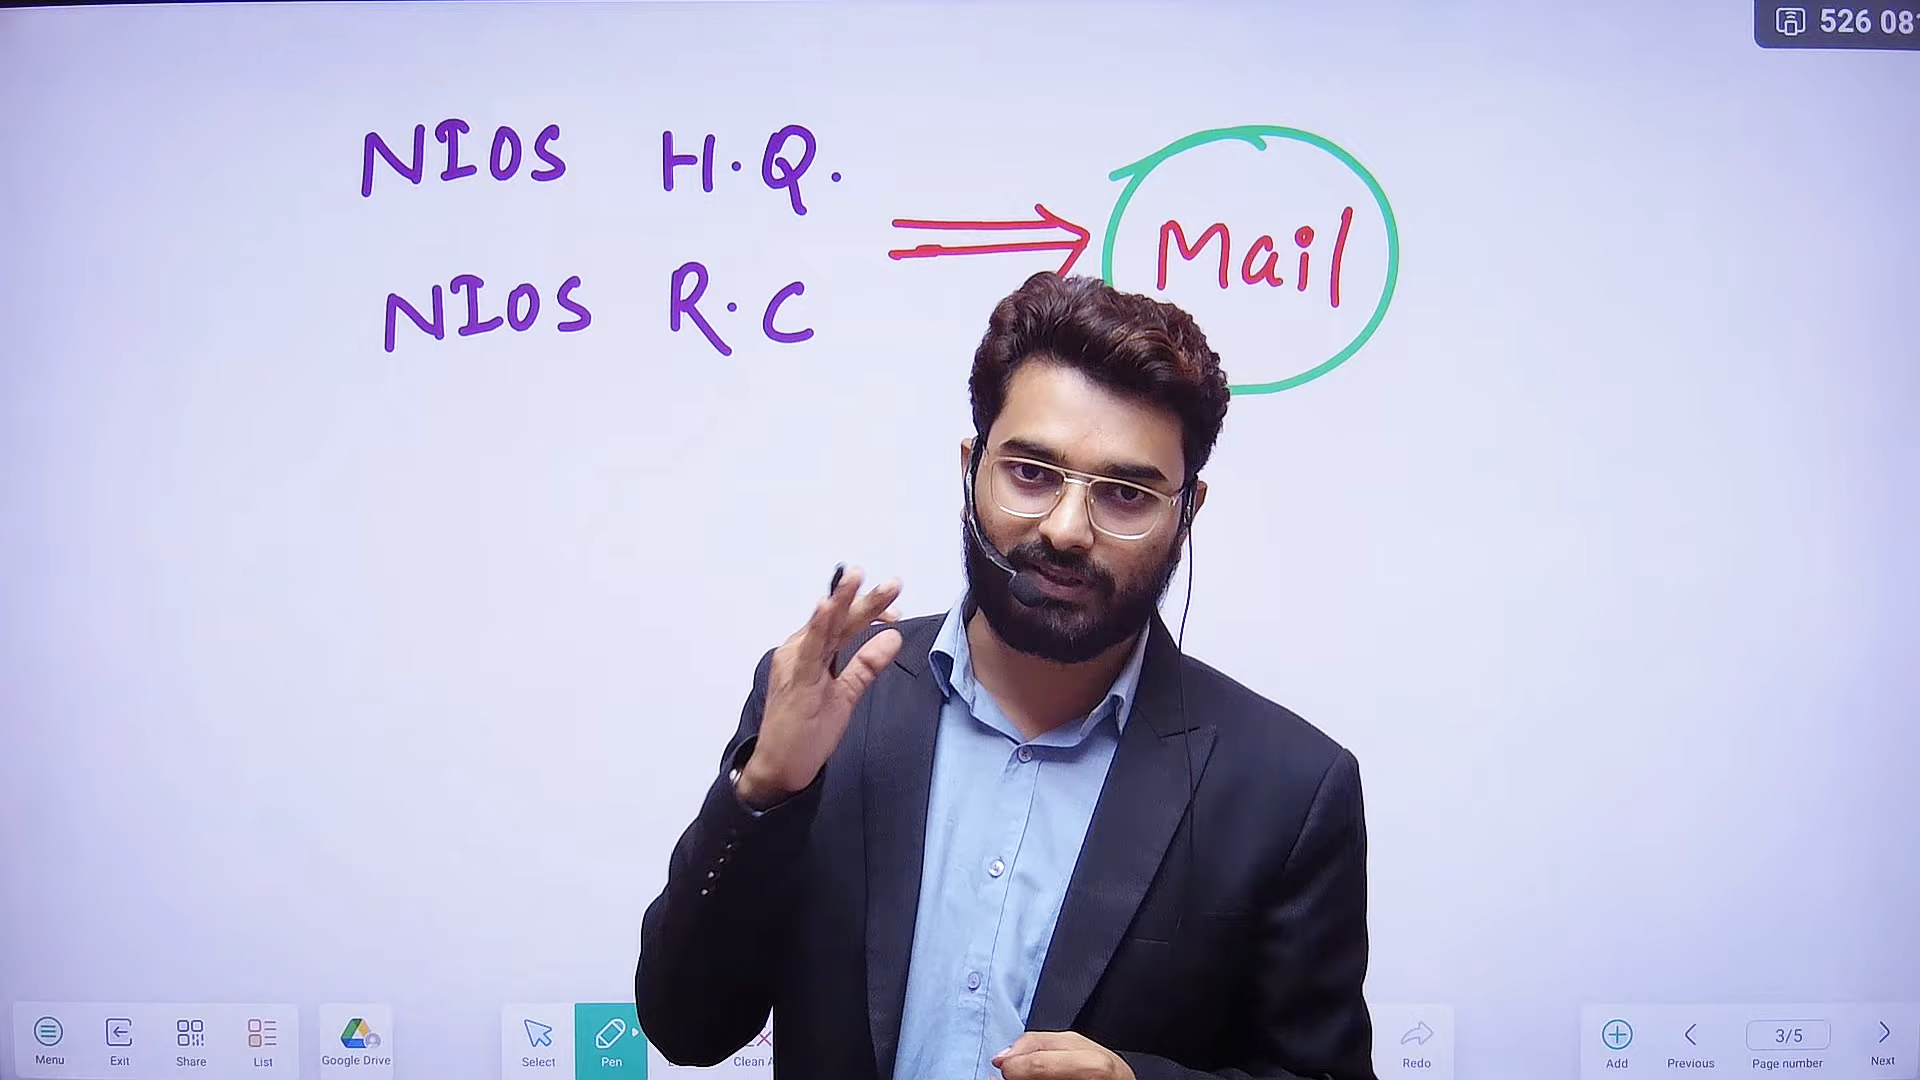 526 08
NIOS H.Q.
Mail
NIOS R.C
Menu
Exit
Share
List
Google Drive
Select
Pen
Clean
Redo
Add
Previous
3/5
Page number
Next